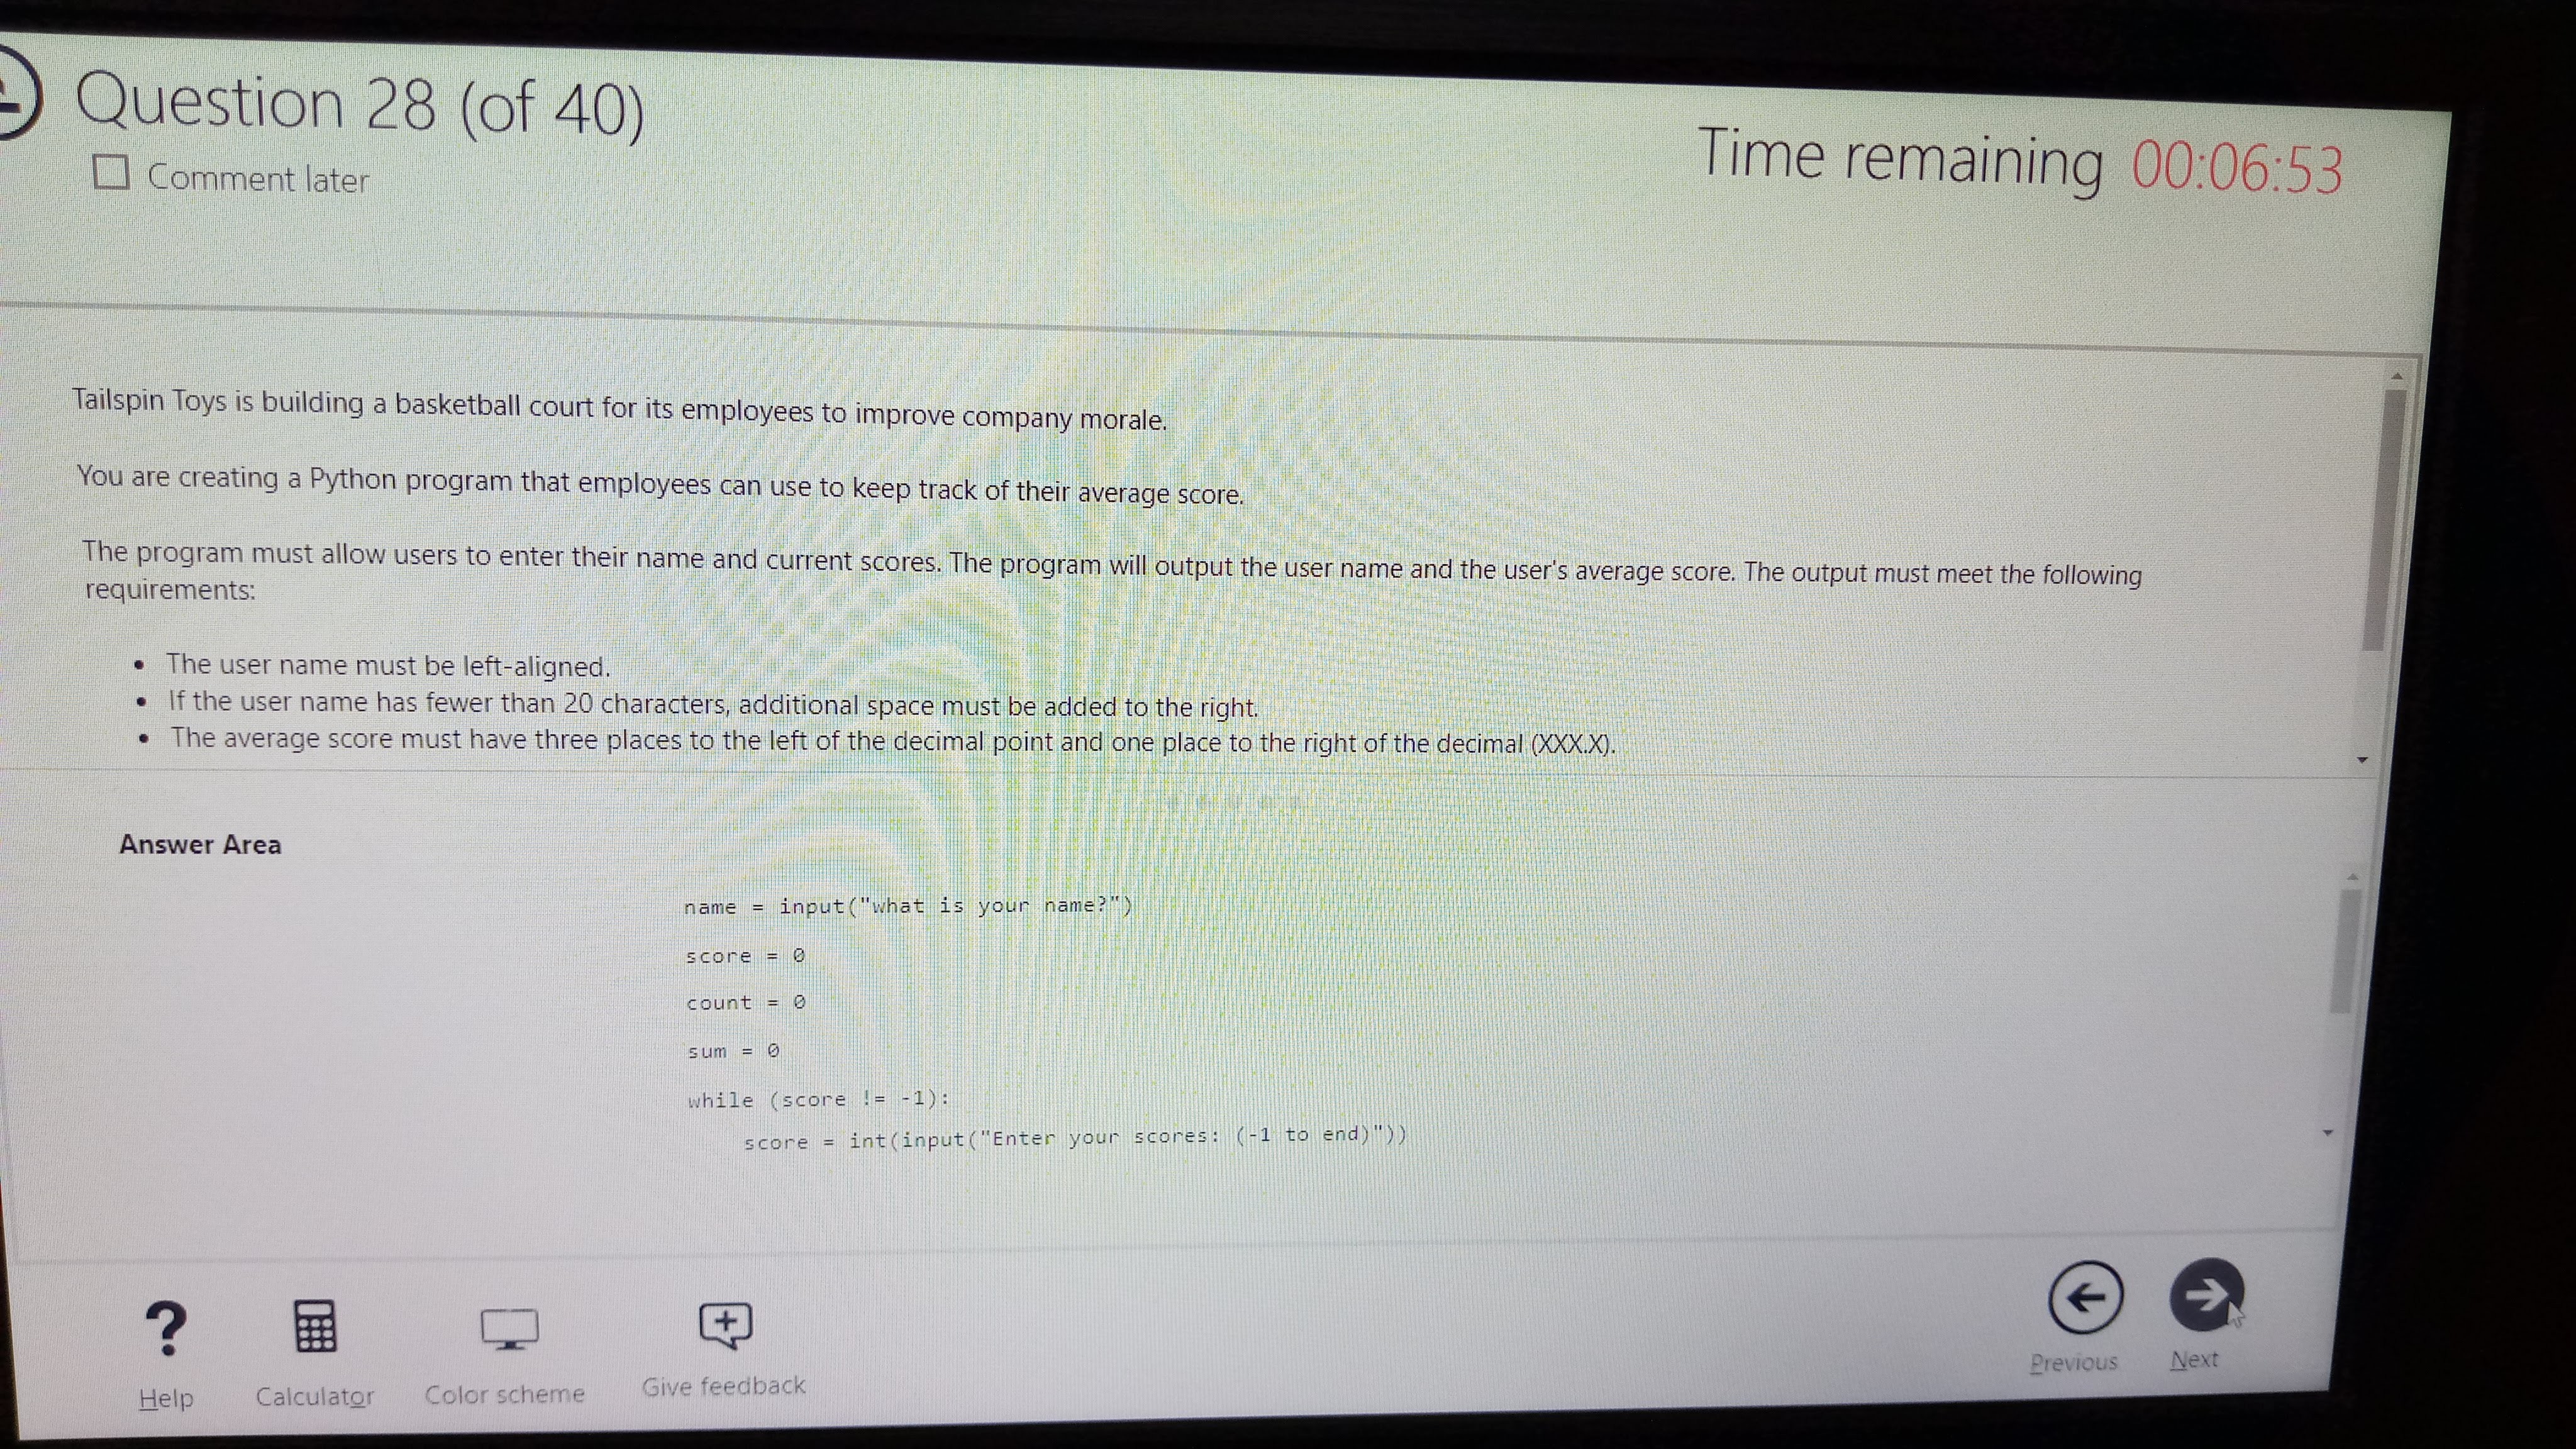 Question 28 (of 40)
Comment later
Time remaining 00:06:53
Tailspin Toys is building a basketball court for its employees to improve company morale.
You are creating a Python program that employees can use to keep track of their average score.
The program must allow users to enter their name and current scores. The program will output the user name and the user's average score. The output must meet the following
requirements:
• The user name must be left-aligned.
• If the user name has fewer than 20 characters, additional space must be added to the right.
• The average score must have three places to the left of the decimal point and one place to the right of the decimal (XXX.X).
Answer Area
name = input("what is your name?")
score = 0
count = 0
sum = 0
while (score != -1):
score = int(input("Enter your scores: (-1 to end)"))
Help
Calculator
Color scheme
Give feedback
Previous
Next